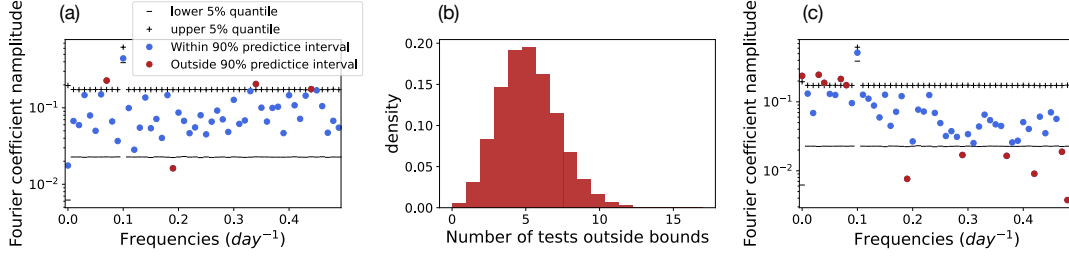 (a)
lower 5% quantile
upper 5% quantile
Within 90% predictice interval
Outside 90% predictice interval
Fourier coefficient namplitude
10⁻¹
10⁻²
0.0 0.1 0.2 0.3 0.4
Frequencies (day⁻¹)
(b)
density
0.20
0.15
0.10
0.05
0.00
0 5 10 15
Number of tests outside bounds
(c)
Fourier coefficient namplitude
10⁻¹
10⁻²
0.0 0.1 0.2 0.3 0.4
Frequencies (day⁻¹)